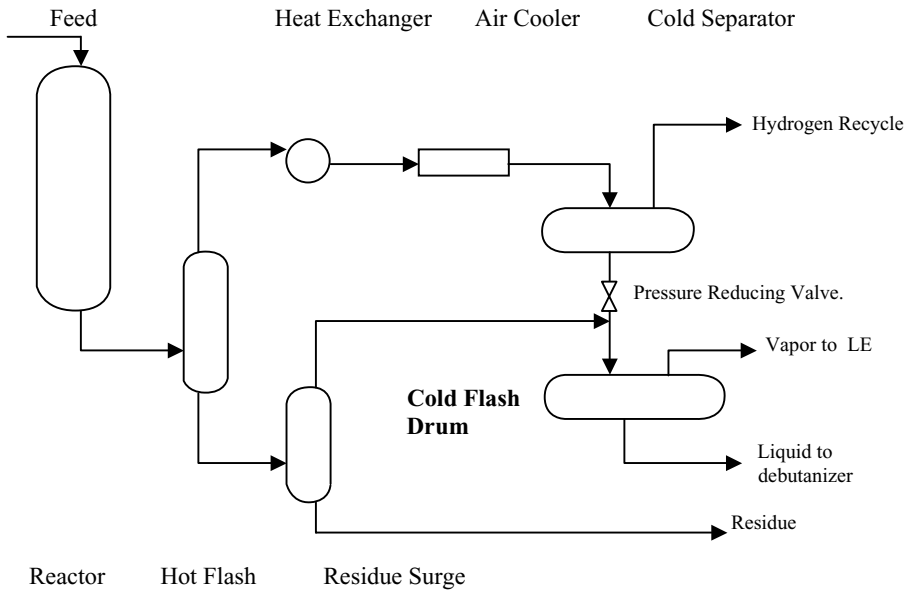 Feed
Heat Exchanger
Air Cooler
Cold Separator
Hydrogen Recycle
Pressure Reducing Valve.
Vapor to LE
Cold Flash
Drum
Liquid to
debutanizer
Residue
Reactor
Hot Flash
Residue Surge